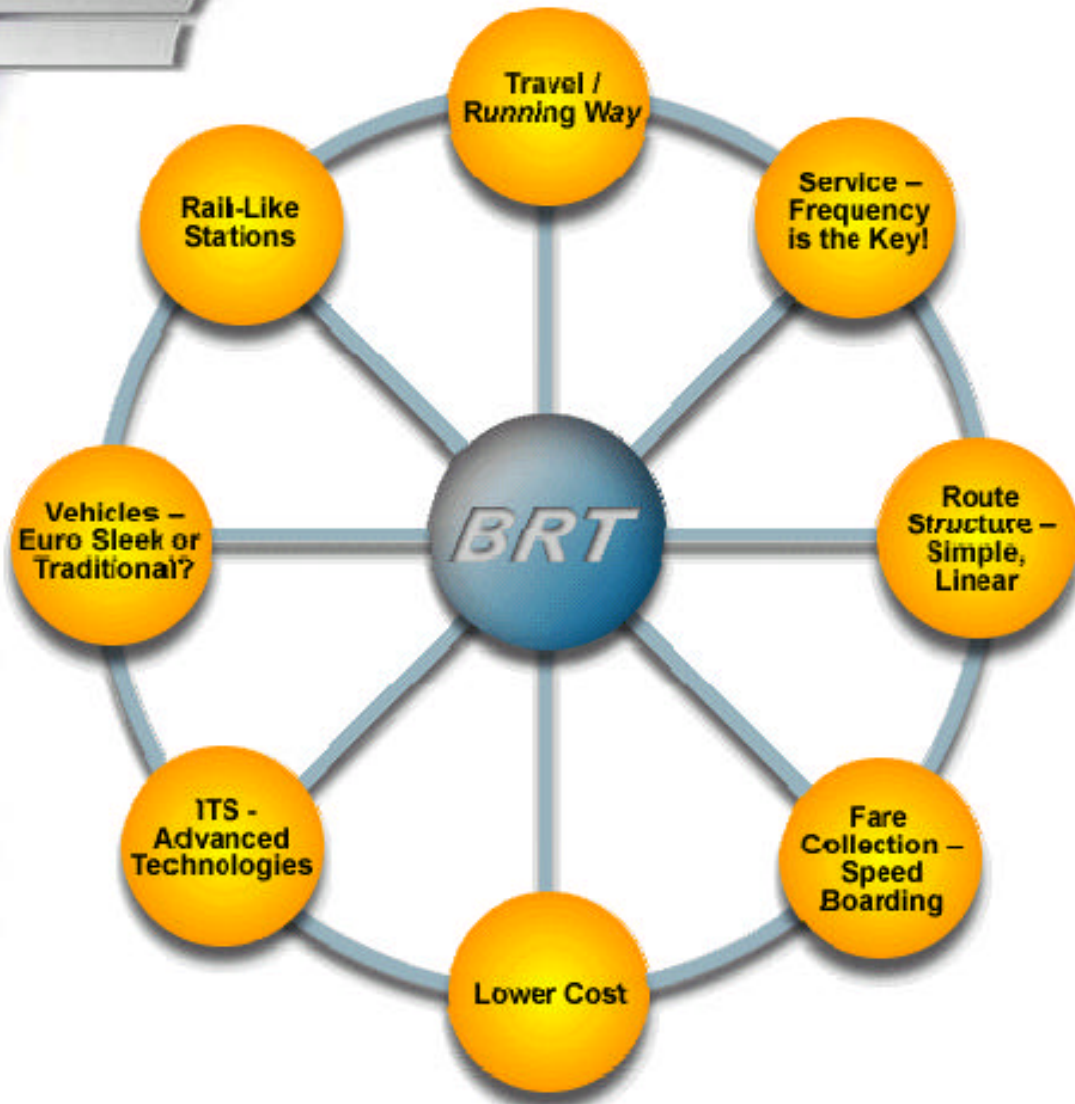 Travel /
Running Way
Service –
Frequency
is the Key!
Rail-Like
Stations
BRT
Vehicles –
Euro Sleek or
Traditional?
Route
Structure –
Simple,
Linear
ITS -
Advanced
Technologies
Fare
Collection –
Speed
Boarding
Lower Cost